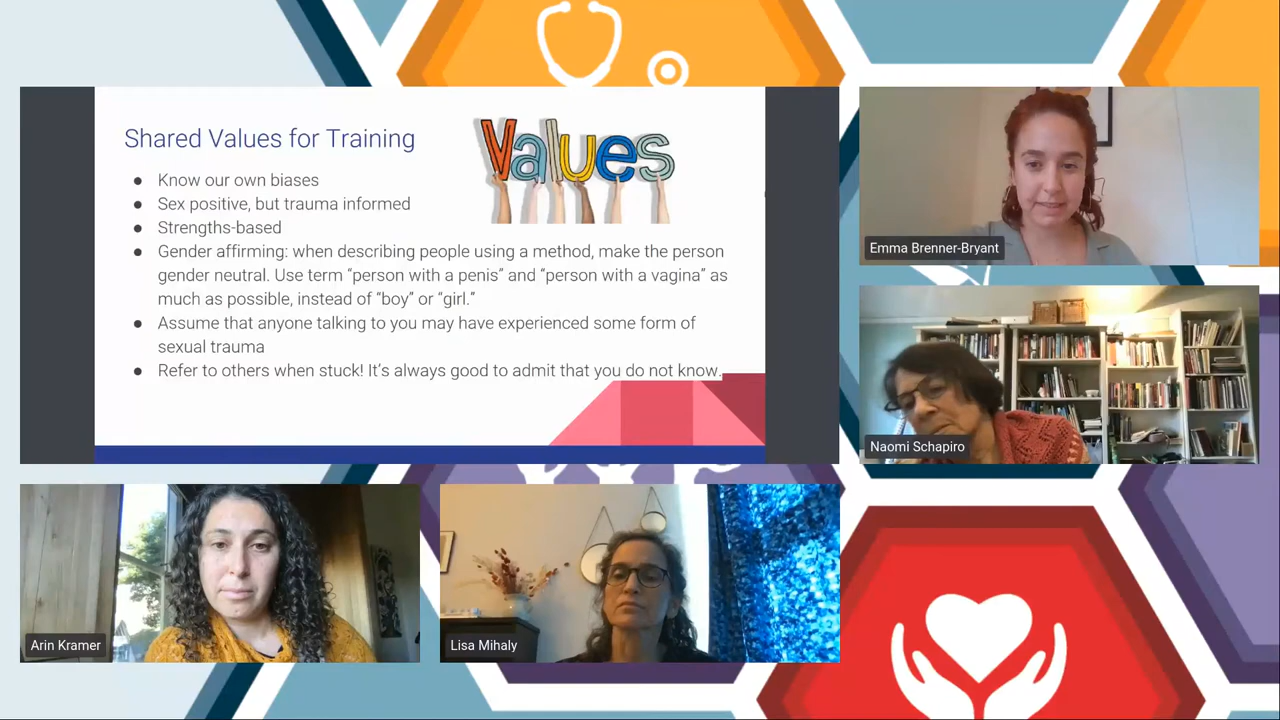 Shared Values for Training
Values
● Know our own biases
● Sex positive, but trauma informed
● Strengths-based
● Gender affirming: when describing people using a method, make the person
gender neutral. Use term “person with a penis” and “person with a vagina” as
much as possible, instead of “boy” or “girl.”
● Assume that anyone talking to you may have experienced some form of
sexual trauma
● Refer to others when stuck! It’s always good to admit that you do not know.
Emma Brenner-Bryant
Naomi Schapiro
Arin Kramer
Lisa Mihaly